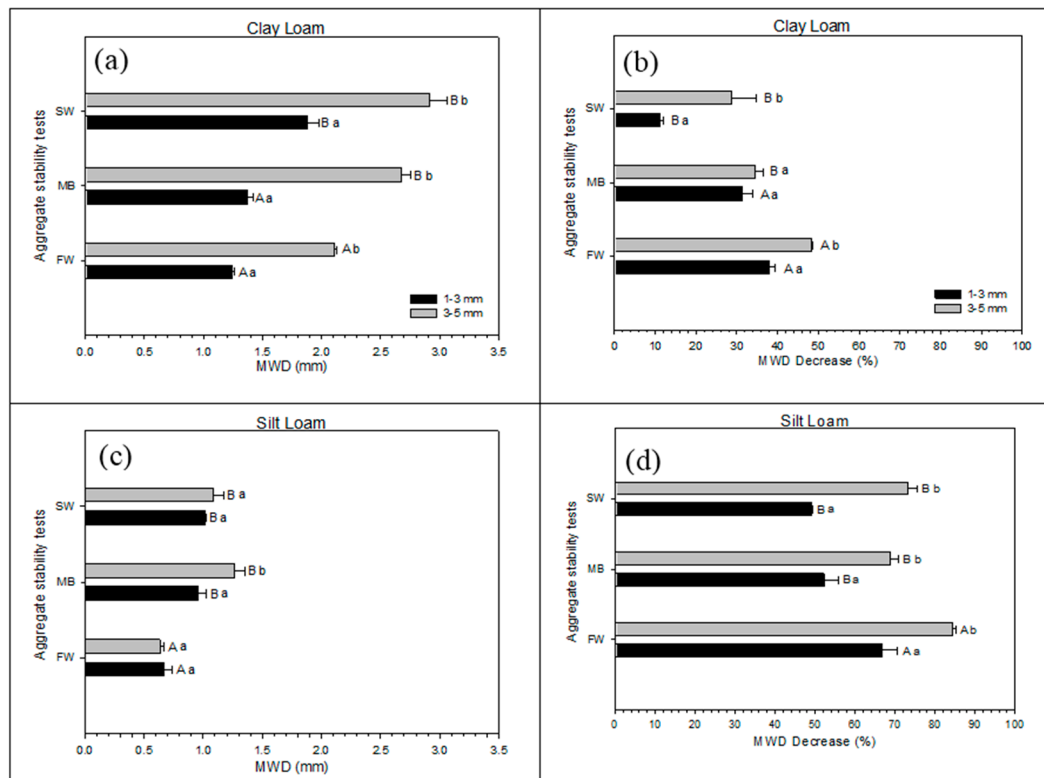 Clay Loam
(a)
Aggregate stability tests
SW
B b
B a
MB
B b
A a
FW
A b
A a
1-3 mm
3-5 mm
0.0 0.5 1.0 1.5 2.0 2.5 3.0 3.5
MWD (mm)
Clay Loam
(b)
Aggregate stability tests
SW
B b
B a
MB
B a
A a
FW
A b
A a
1-3 mm
3-5 mm
0 10 20 30 40 50 60 70 80 90 100
MWD Decrease (%)
Silt Loam
(c)
Aggregate stability tests
SW
B a
B a
MB
B b
B a
FW
A a
A a
0.0 0.5 1.0 1.5 2.0 2.5 3.0 3.5
MWD (mm)
Silt Loam
(d)
Aggregate stability tests
SW
B b
B a
MB
B b
B a
FW
A b
A a
0 10 20 30 40 50 60 70 80 90 100
MWD Decrease (%)